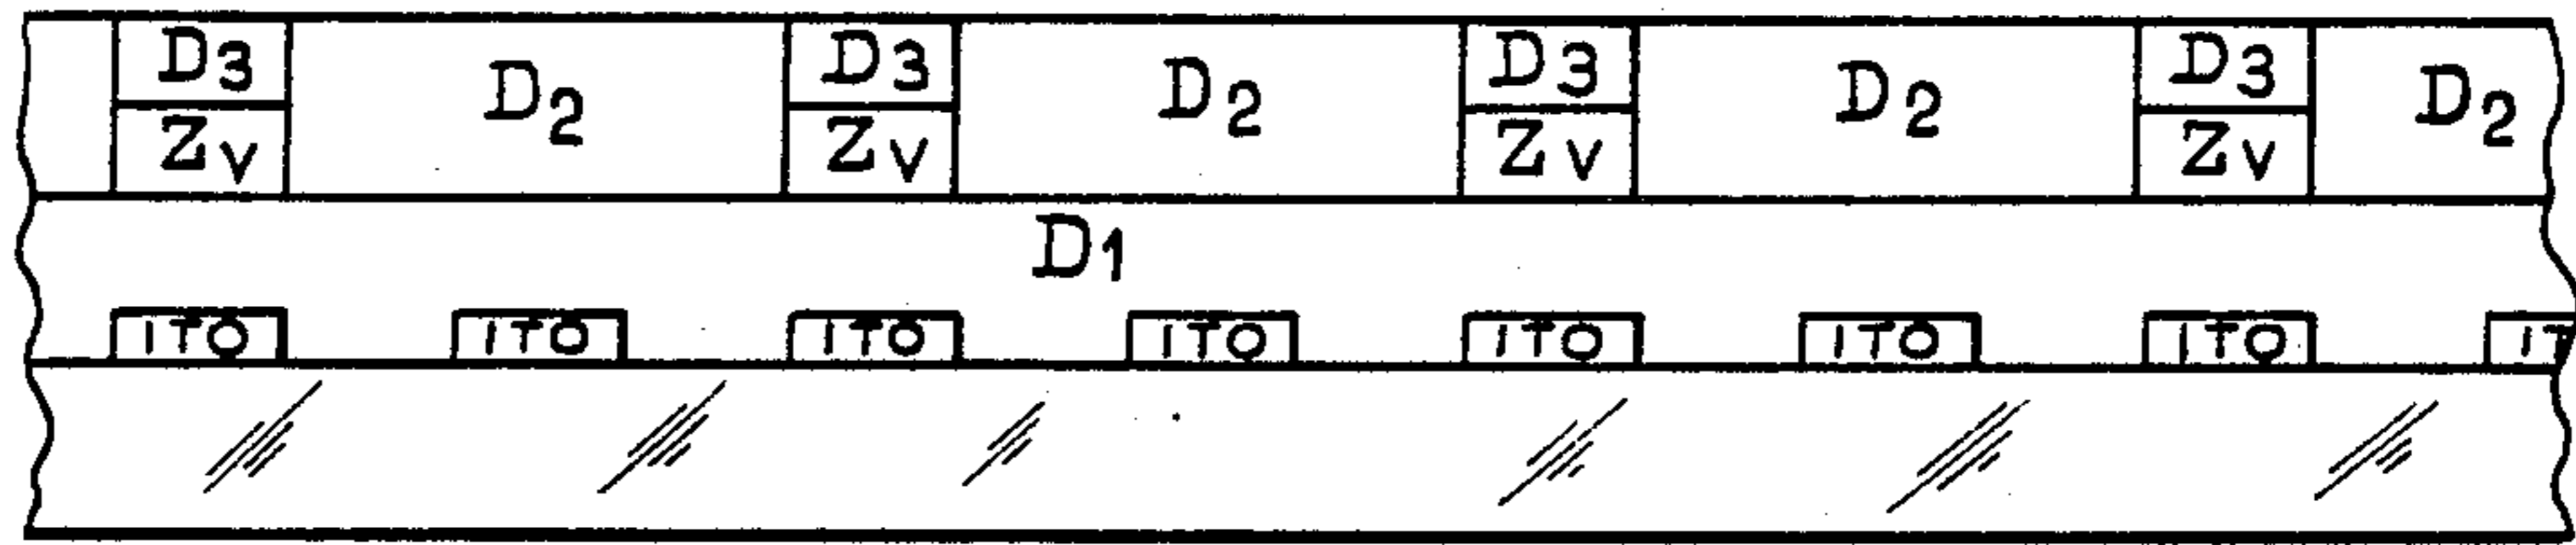 D3 D3 D3 D3
D2 D2 D2 D2
Zv Zv Zv Zv
D1
ITO ITO ITO ITO ITO ITO ITO IT